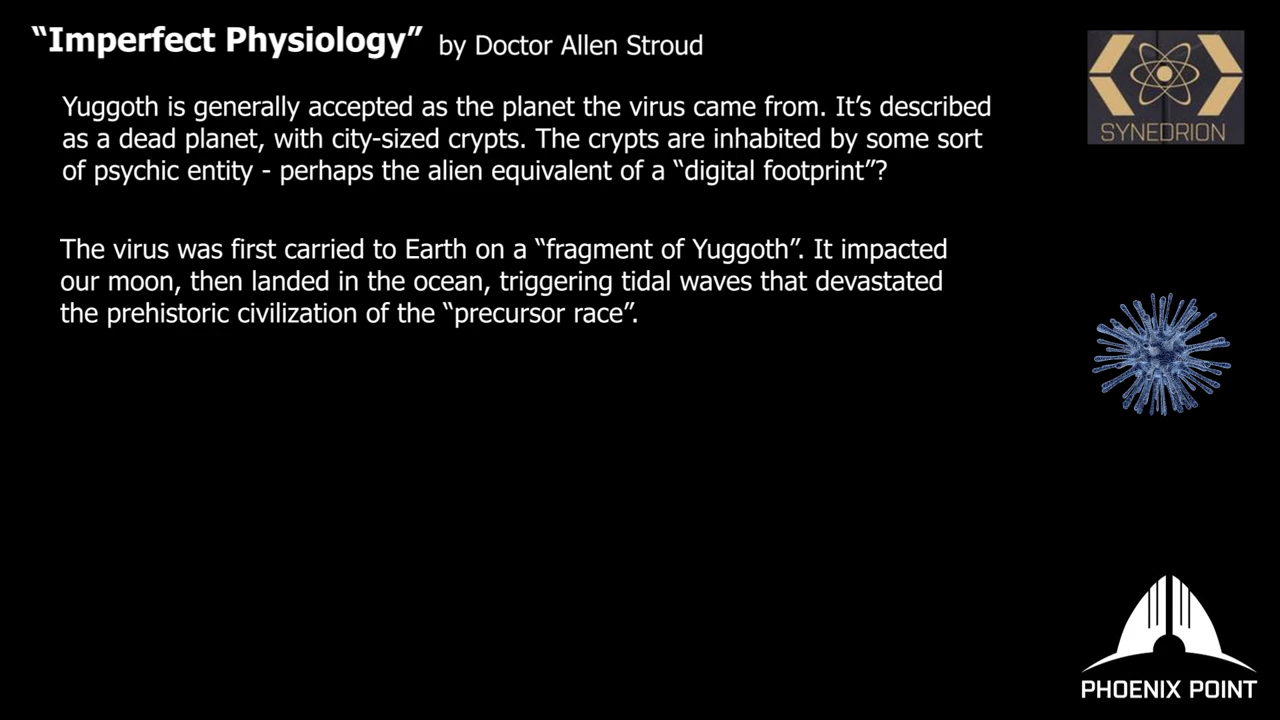 “Imperfect Physiology” by Doctor Allen Stroud
SYNEDRION
Yuggoth is generally accepted as the planet the virus came from. It’s described
as a dead planet, with city-sized crypts. The crypts are inhabited by some sort
of psychic entity - perhaps the alien equivalent of a “digital footprint”?
The virus was first carried to Earth on a “fragment of Yuggoth”. It impacted
our moon, then landed in the ocean, triggering tidal waves that devastated
the prehistoric civilization of the “precursor race”.
PHOENIX POINT